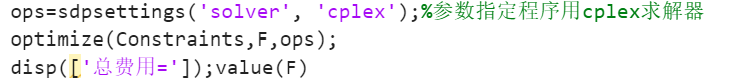 ops=sdpsettings('solver', 'cplex');%参数指定程序用cplex求解器
optimize(Constraints,F,ops);
disp(['总费用=']);value(F)